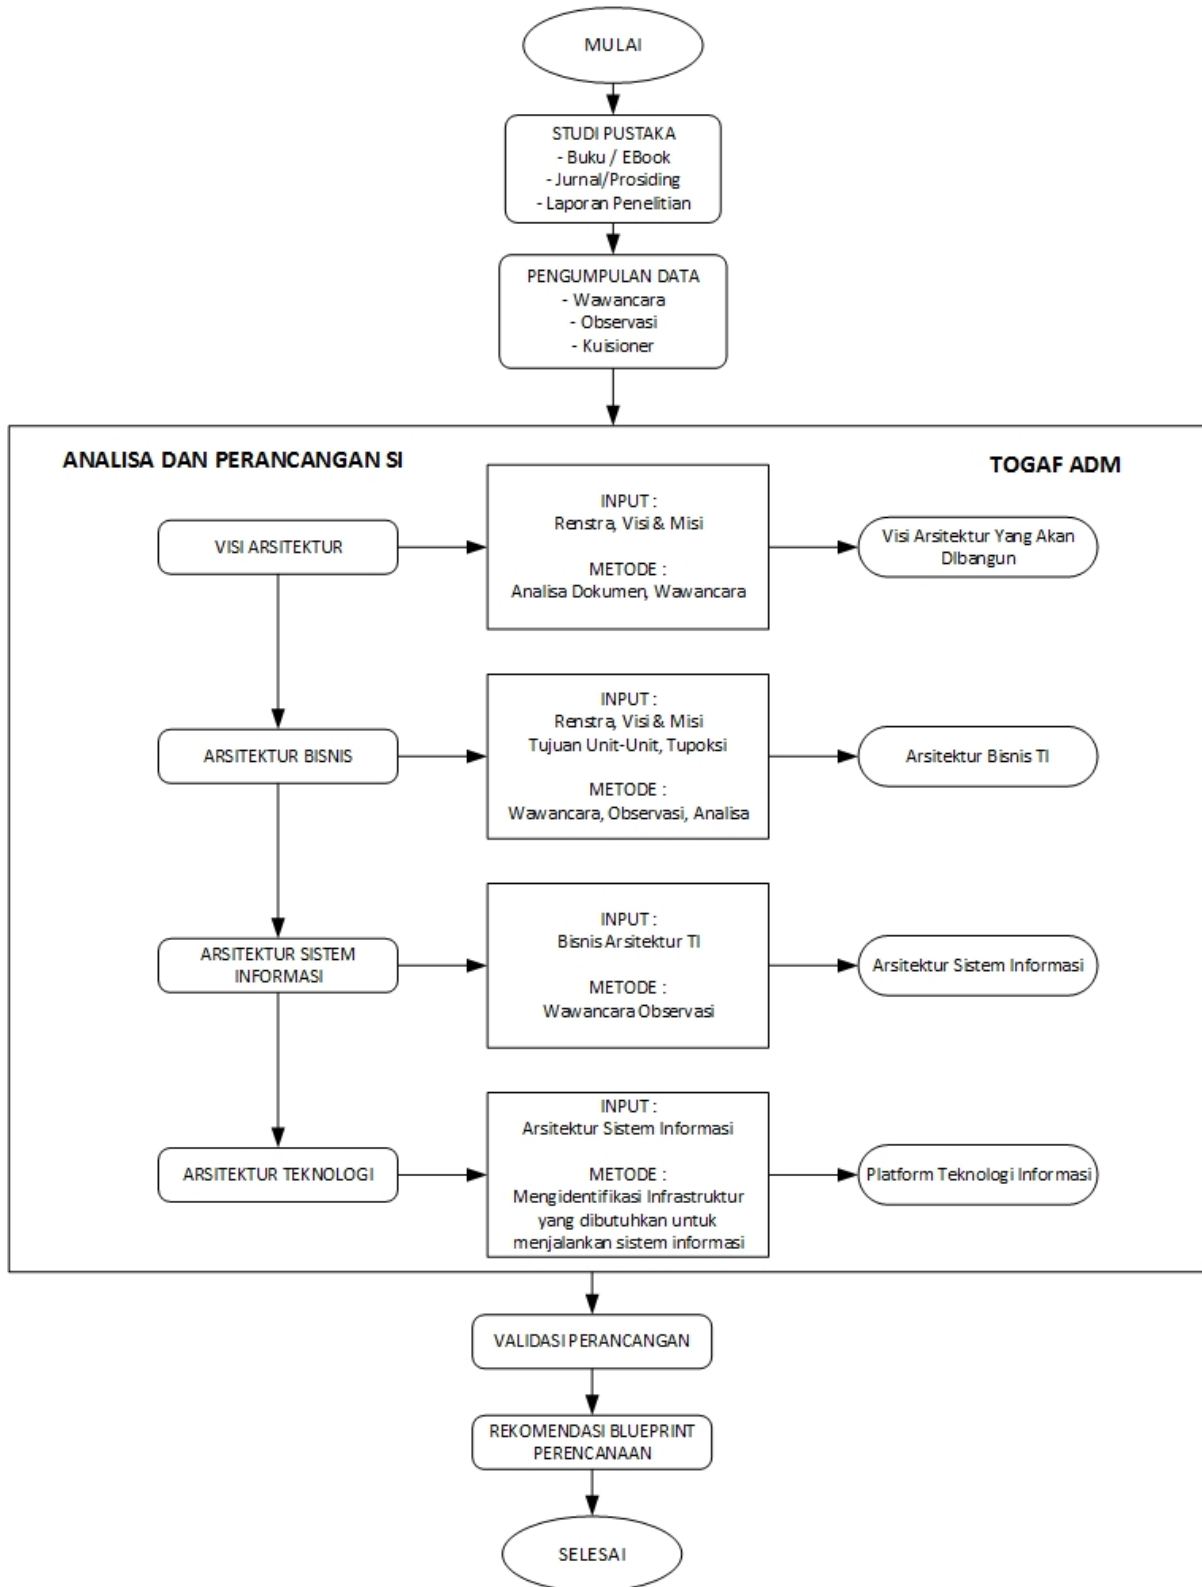 MULAI
STUDI PUSTAKA
- Buku / EBook
- Jurnal/Prosiding
- Laporan Penelitian
PENGUMPULAN DATA
- Wawancara
- Observasi
- Kuisioner
ANALISA DAN PERANCANGAN SI
TOGAF ADM
VISI ARSITEKTUR
INPUT :
Renstra, Visi & Misi
METODE :
Analisa Dokumen, Wawancara
Visi Arsitektur Yang Akan
DIbangun
ARSITEKTUR BISNIS
INPUT :
Renstra, Visi & Misi
Tujuan Unit-Unit, Tupoksi
METODE :
Wawancara, Observasi, Analisa
Arsitektur Bisnis TI
ARSITEKTUR SISTEM
INFORMASI
INPUT :
Bisnis Arsitektur TI
METODE :
Wawancara Observasi
Arsitektur Sistem Informasi
ARSITEKTUR TEKNOLOGI
INPUT :
Arsitektur Sistem Informasi
METODE :
Mengidentifikasi Infrastruktur
yang dibutuhkan untuk
menjalankan sistem informasi
Platform Teknologi Informasi
VALIDASI PERANCANGAN
REKOMENDASI BLUEPRINT
PERENCANAAN
SELESAI